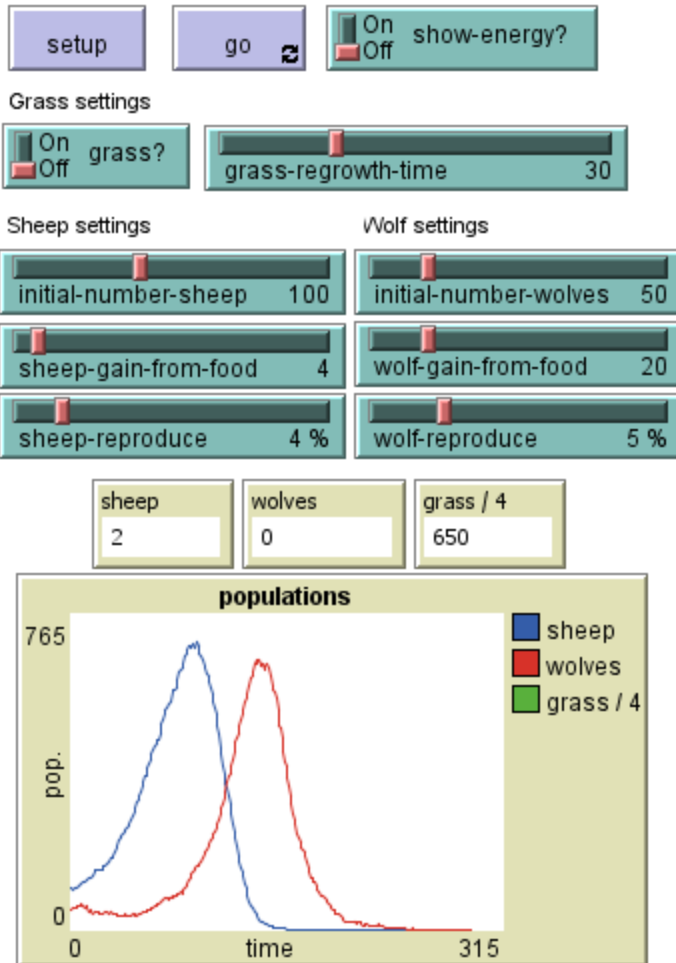 setup
go
On
Off
show-energy?
Grass settings
On
Off
grass?
grass-regrowth-time 30
Sheep settings
Wolf settings
initial-number-sheep 100
initial-number-wolves 50
sheep-gain-from-food 4
wolf-gain-from-food 20
sheep-reproduce 4 %
wolf-reproduce 5 %
sheep
2
wolves
0
grass / 4
650
populations
765
pop.
0
0
time
315
sheep
wolves
grass / 4